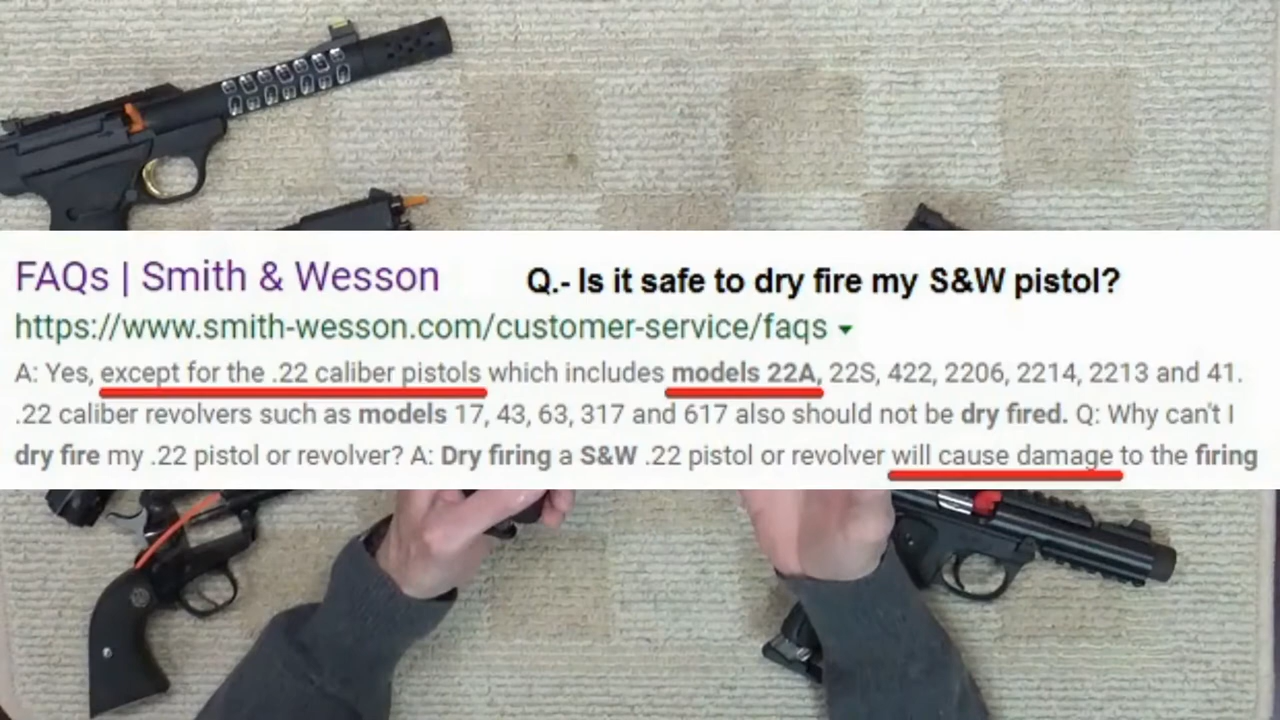 FAQs | Smith & Wesson Q.- Is it safe to dry fire my S&W pistol?
https://www.smith-wesson.com/customer-service/faqs
A: Yes, except for the .22 caliber pistols which includes models 22A, 22S, 422, 2206, 2214, 2213 and 41.
.22 caliber revolvers such as models 17, 43, 63, 317 and 617 also should not be dry fired. Q: Why can't I
dry fire my .22 pistol or revolver? A: Dry firing a S&W .22 pistol or revolver will cause damage to the firing